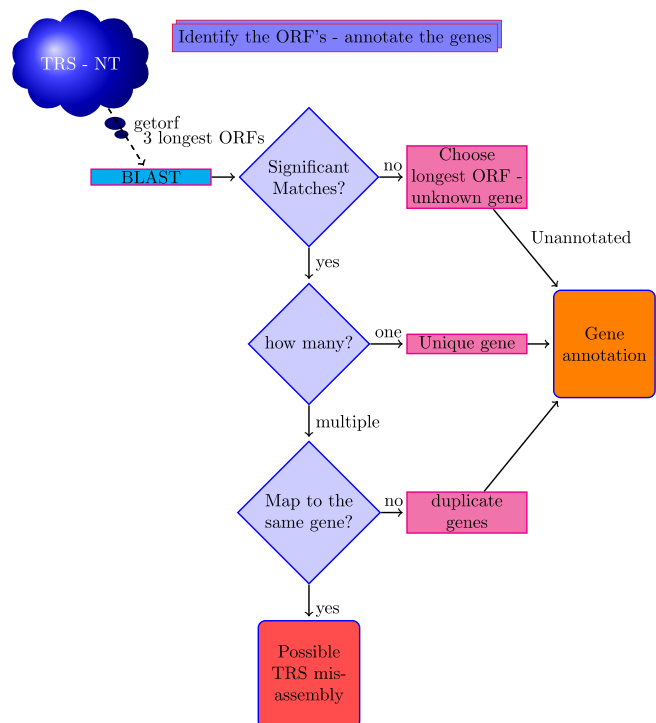 Identify the ORF's - annotate the genes
TRS - NT
getorf
3 longest ORFs
BLAST
Significant
Matches?
no
Choose
longest ORF -
unknown gene
Unannotated
yes
how many?
one
Unique gene
Gene
annotation
multiple
Map to the
same gene?
no
duplicate
genes
yes
Possible
TRS mis-
assembly